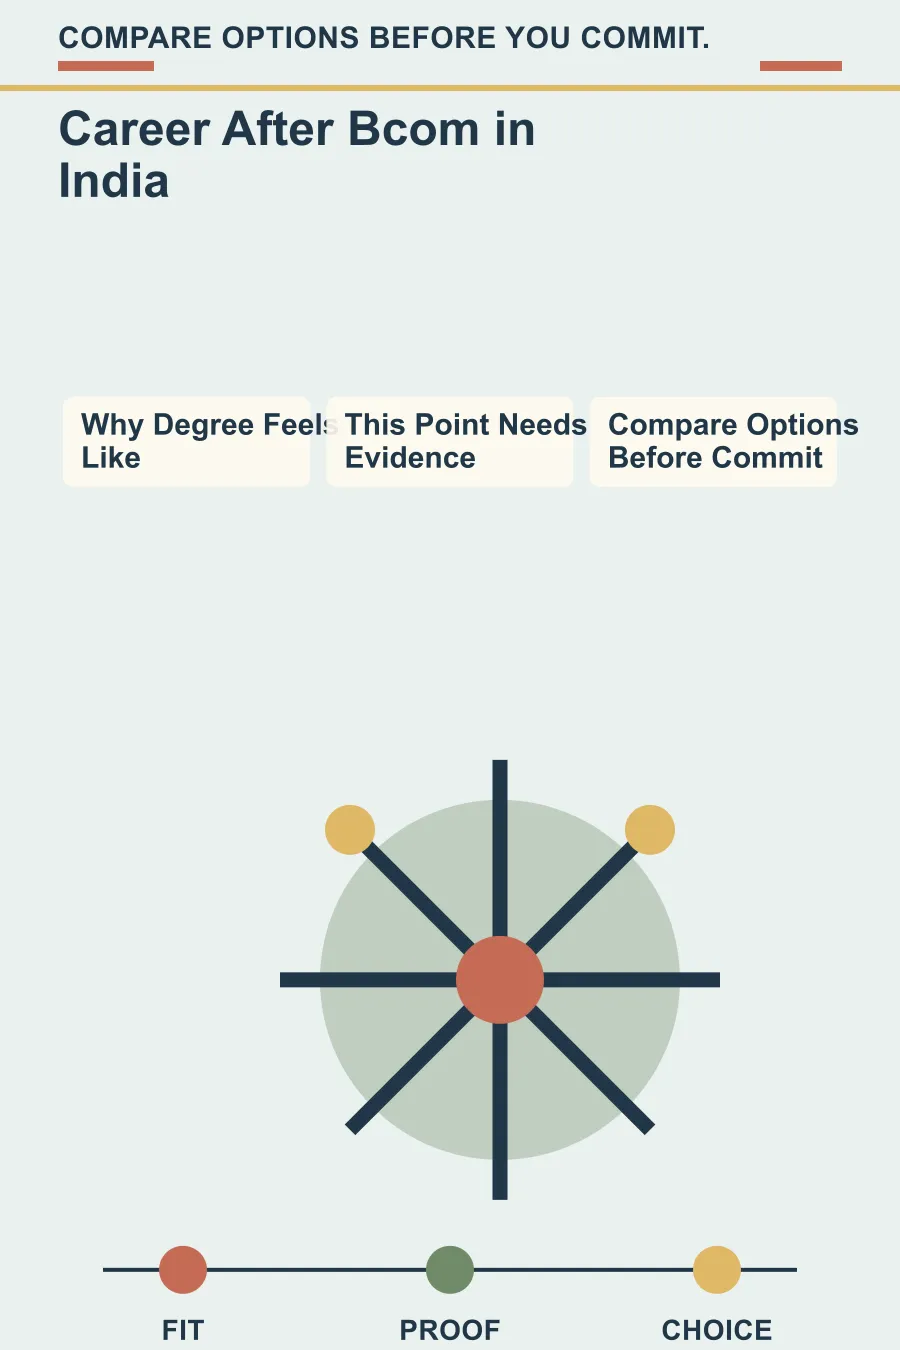 COMPARE OPTIONS BEFORE YOU COMMIT.
Career After Bcom in
India
Why Degree Feels
Like
This Point Needs
Evidence
Compare Options
Before Commit
FIT
PROOF
CHOICE